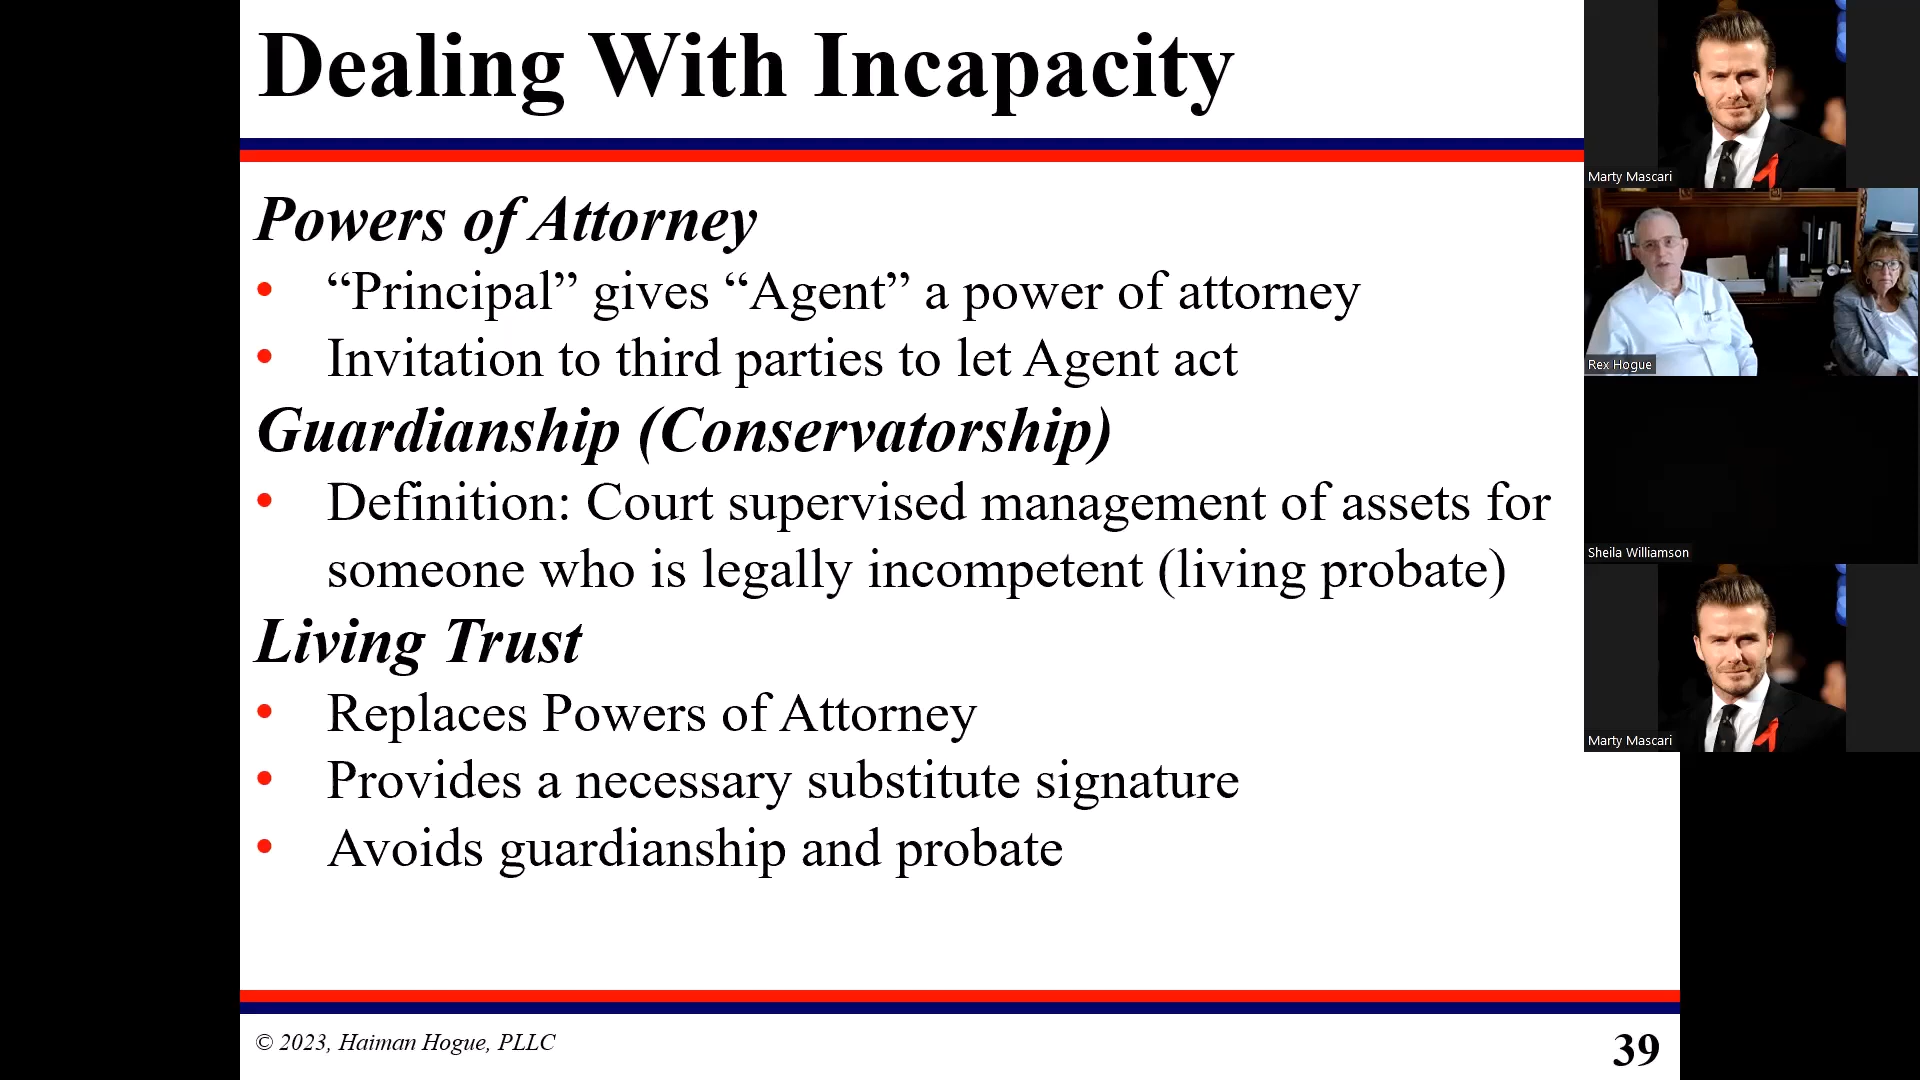 Dealing With Incapacity
Powers of Attorney
• “Principal” gives “Agent” a power of attorney
• Invitation to third parties to let Agent act
Guardianship (Conservatorship)
• Definition: Court supervised management of assets for
someone who is legally incompetent (living probate)
Living Trust
• Replaces Powers of Attorney
• Provides a necessary substitute signature
• Avoids guardianship and probate
© 2023, Haiman Hogue, PLLC
39
Marty Mascari
Rex Hogue
Sheila Williamson
Marty Mascari